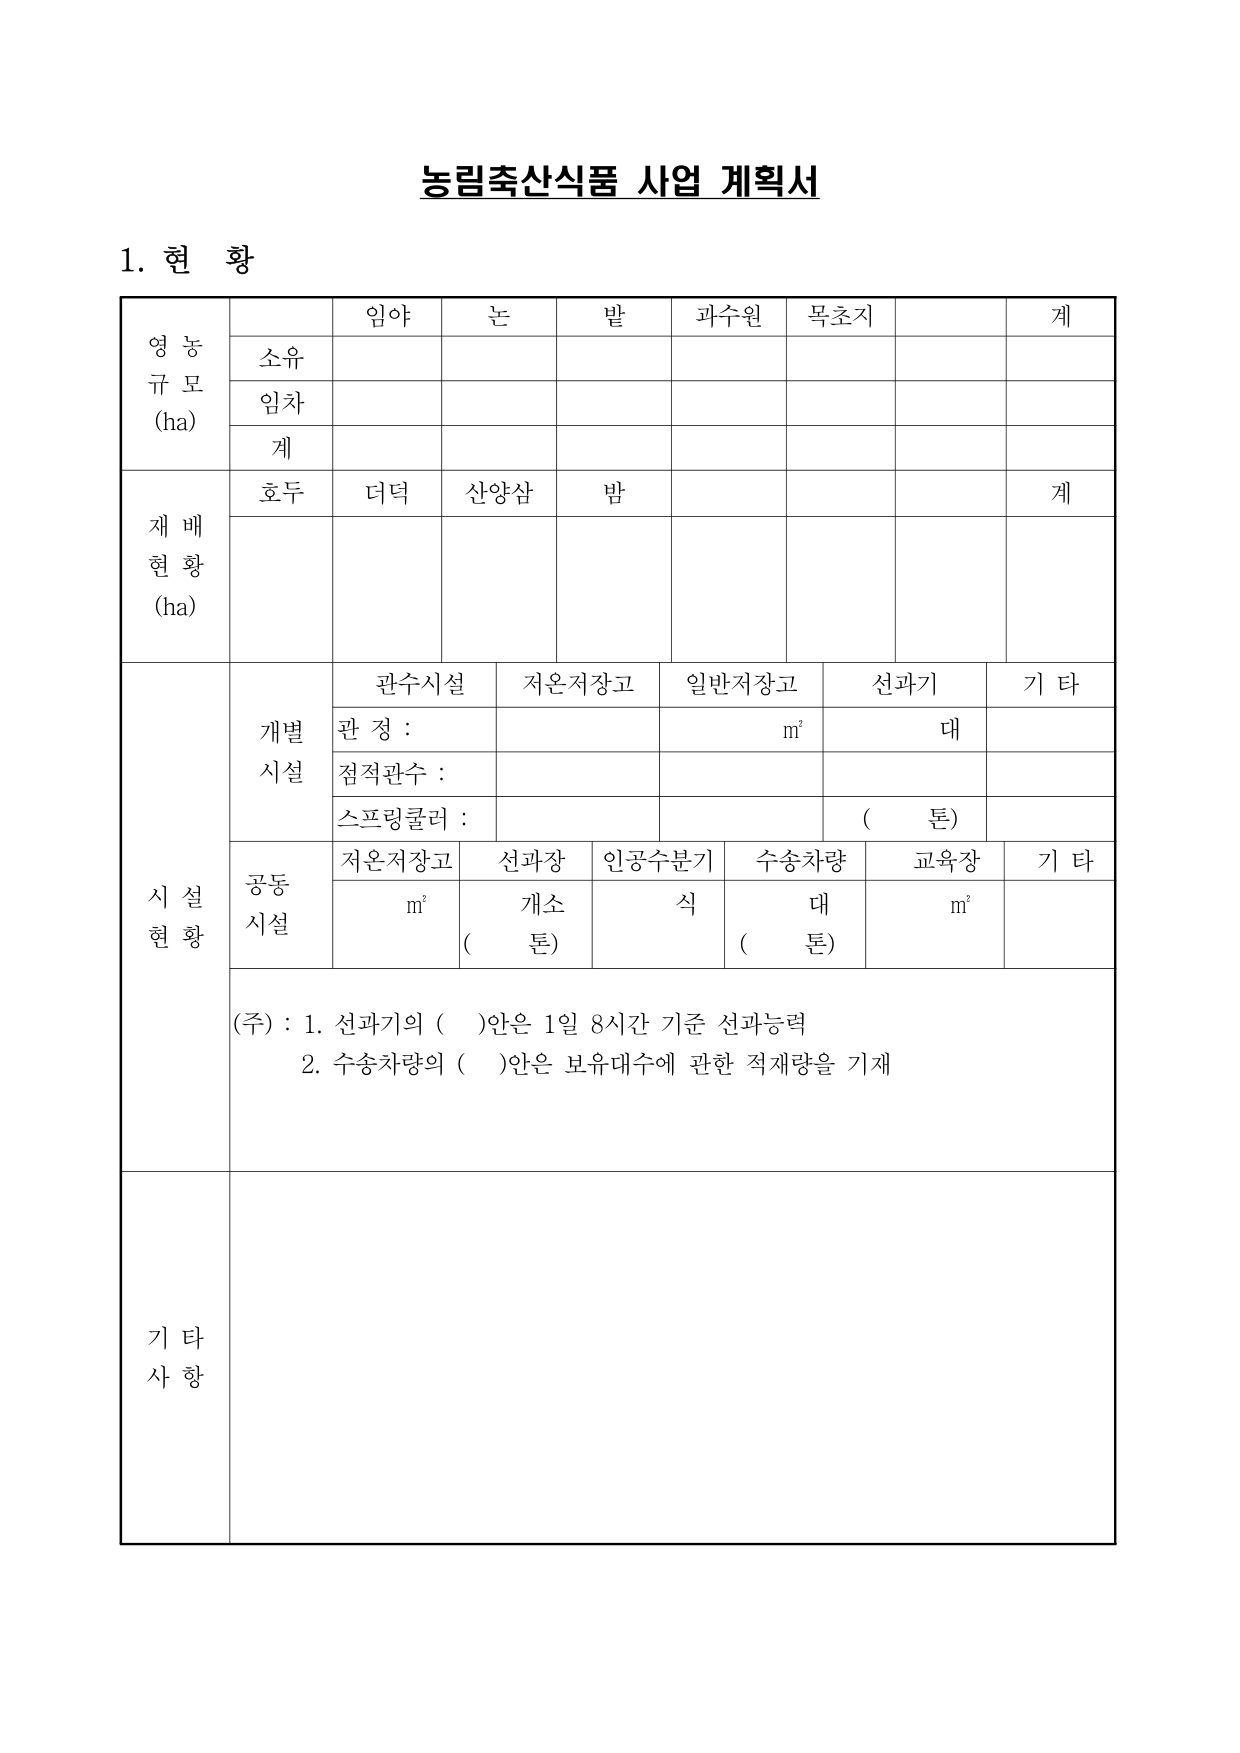 농림축산식품 사업 계획서
1. 현 황
영 농
규 모
(ha)
임야 논 밭 과수원 목초지 계
소유
임차
계
재 배
현 황
(ha)
호두 더덕 산양삼 밤 계
시 설
현 황
개별
시설
관수시설 저온저장고 일반저장고 선과기 기 타
관 정 : ㎡ 대
점적관수 :
스프링쿨러 : ( 톤)
공동
시설
저온저장고 선과장 인공수분기 수송차량 교육장 기 타
㎡ 개소 식 대 ㎡
( 톤) ( 톤)
(주) : 1. 선과기의 ( )안은 1일 8시간 기준 선과능력
2. 수송차량의 ( )안은 보유대수에 관한 적재량을 기재
기 타
사 항